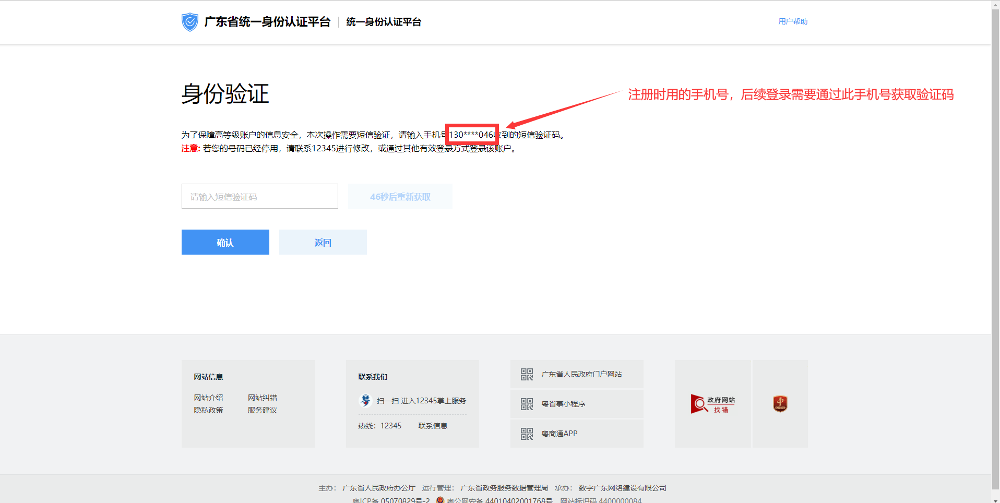 广东省统一身份认证平台 统一身份认证平台
用户帮助
身份验证
注册时用的手机号，后续登录需要通过此手机号获取验证码
为了保障高等级账户的信息安全，本次操作需要短信验证，请输入手机号130****046收到的短信验证码。
注意: 若您的号码已经停用，请联系12345进行修改，或通过其他有效登录方式登录该账户。
请输入短信验证码
46秒后重新获取
确认
返回
网站信息
网站介绍 网站纠错
隐私政策 服务建议
联系我们
扫一扫 进入12345掌上服务
热线：12345 联系信息
广东省人民政府门户网站
粤省事小程序
粤商通APP
政府网站
找错
主办： 广东省人民政府办公厅 运行管理： 广东省政务服务数据管理局 承办： 数字广东网络建设有限公司
粤ICP备 05070829号-2 粤公网安备 44010402001768号 网站标识码 4400000084